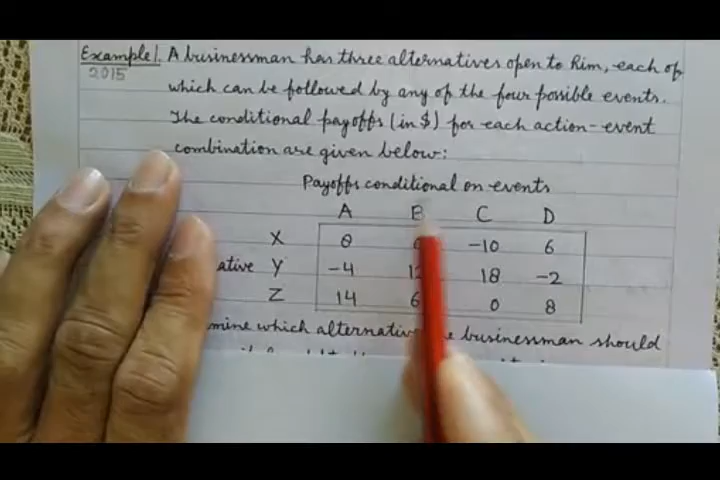 Example 1. A businessman has three alternatives open to him, each of
2015 which can be followed by any of the four possible events.
The conditional payoffs (in $) for each action-event
combination are given below:
Payoffs conditional on events
A B C D
X -10 6
ative Y -4 12 18 -2
Z 14 6 0 8
mine which alternative businessman should